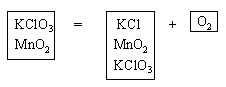 KClO₃ = KCl + O₂
MnO₂ MnO₂
KClO₃